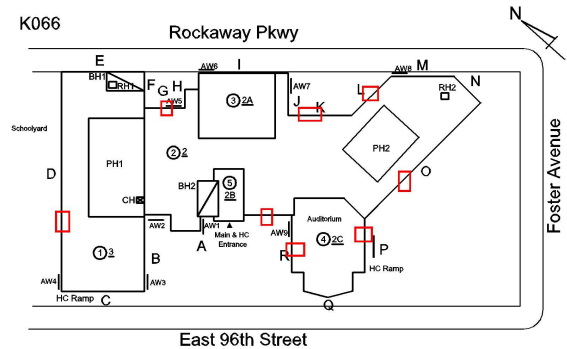 K066
Rockaway Pkwy
N
E
BH1
RH1
F
G
H
AW5
AW6
I
AW7
J
K
L
AW8
M
N
RH2
3 2A
Schoolyard
D
PH1
2 2
5
2B
BH2
PH2
O
Foster Avenue
CH
AW2
AW1
A
Main & HC
Entrance
Auditorium
AW9
4 2C
R
P
HC Ramp
1 3
B
AW4
AW3
HC Ramp
C
Q
East 96th Street